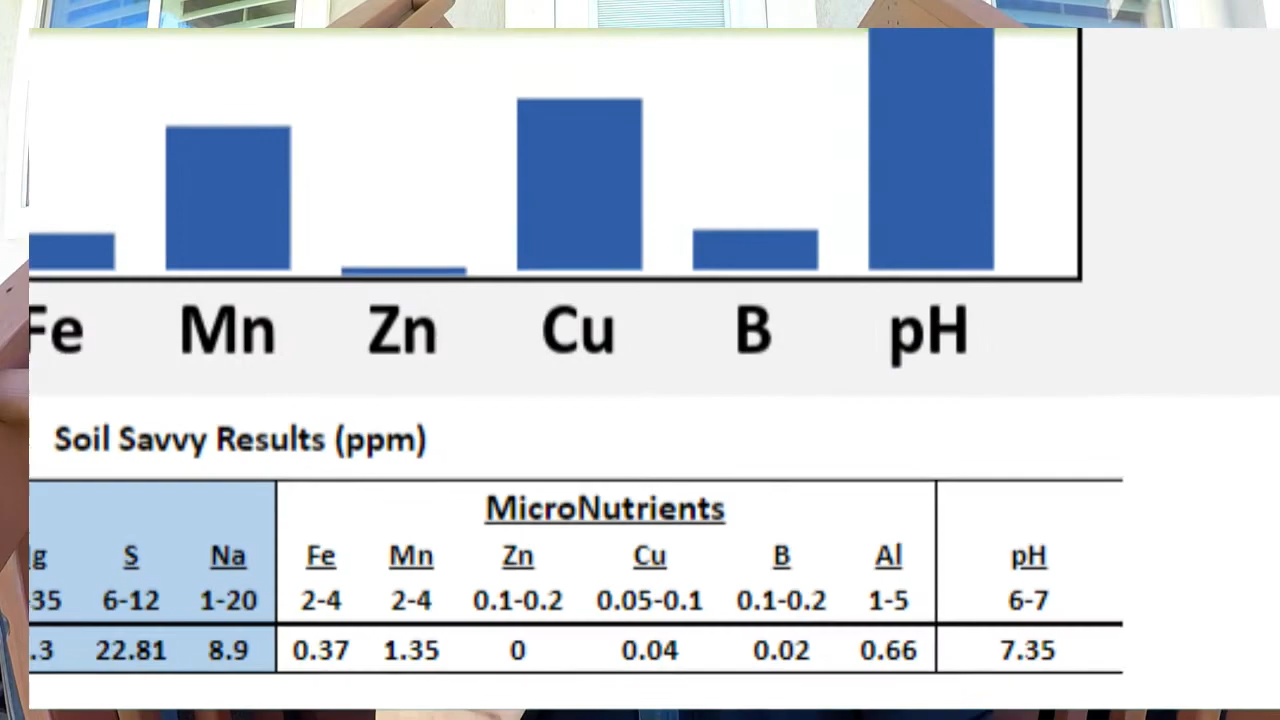 Fe Mn Zn Cu B pH
Soil Savvy Results (ppm)
MicroNutrients
g S Na Fe Mn Zn Cu B Al pH
35 6-12 1-20 2-4 2-4 0.1-0.2 0.05-0.1 0.1-0.2 1-5 6-7
.3 22.81 8.9 0.37 1.35 0 0.04 0.02 0.66 7.35